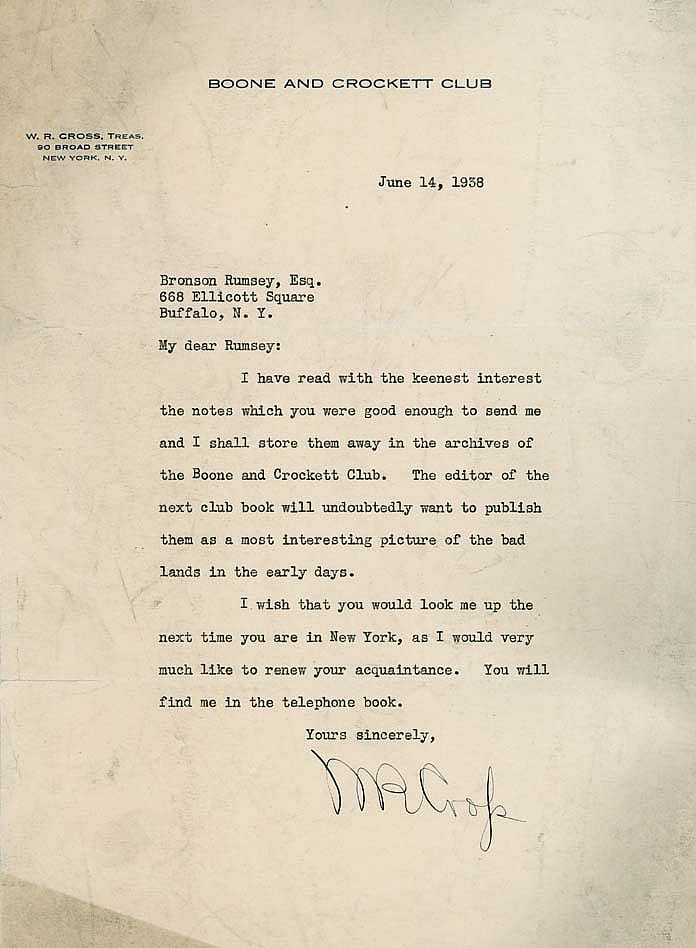 BOONE AND CROCKETT CLUB
W. R. CROSS, TREAS.
90 BROAD STREET
NEW YORK, N. Y.
June 14, 1938
Bronson Rumsey, Esq.
668 Ellicott Square
Buffalo, N. Y.
My dear Rumsey:
I have read with the keenest interest
the notes which you were good enough to send me
and I shall store them away in the archives of
the Boone and Crockett Club. The editor of the
next club book will undoubtedly want to publish
them as a most interesting picture of the bad
lands in the early days.
I wish that you would look me up the
next time you are in New York, as I would very
much like to renew your acquaintance. You will
find me in the telephone book.
Yours sincerely,
W R Cross